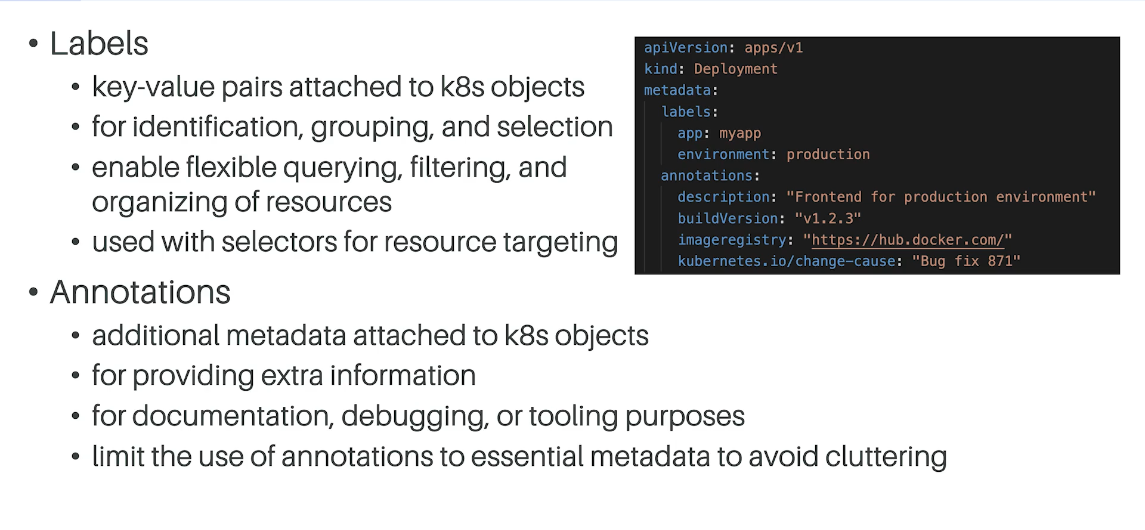 • Labels
• key-value pairs attached to k8s objects
• for identification, grouping, and selection
• enable flexible querying, filtering, and
organizing of resources
• used with selectors for resource targeting
• Annotations
• additional metadata attached to k8s objects
• for providing extra information
• for documentation, debugging, or tooling purposes
• limit the use of annotations to essential metadata to avoid cluttering
apiVersion: apps/v1
kind: Deployment
metadata:
  labels:
    app: myapp
    environment: production
  annotations:
    description: "Frontend for production environment"
    buildVersion: "v1.2.3"
    imageregistry: "https://hub.docker.com/"
    kubernetes.io/change-cause: "Bug fix 871"